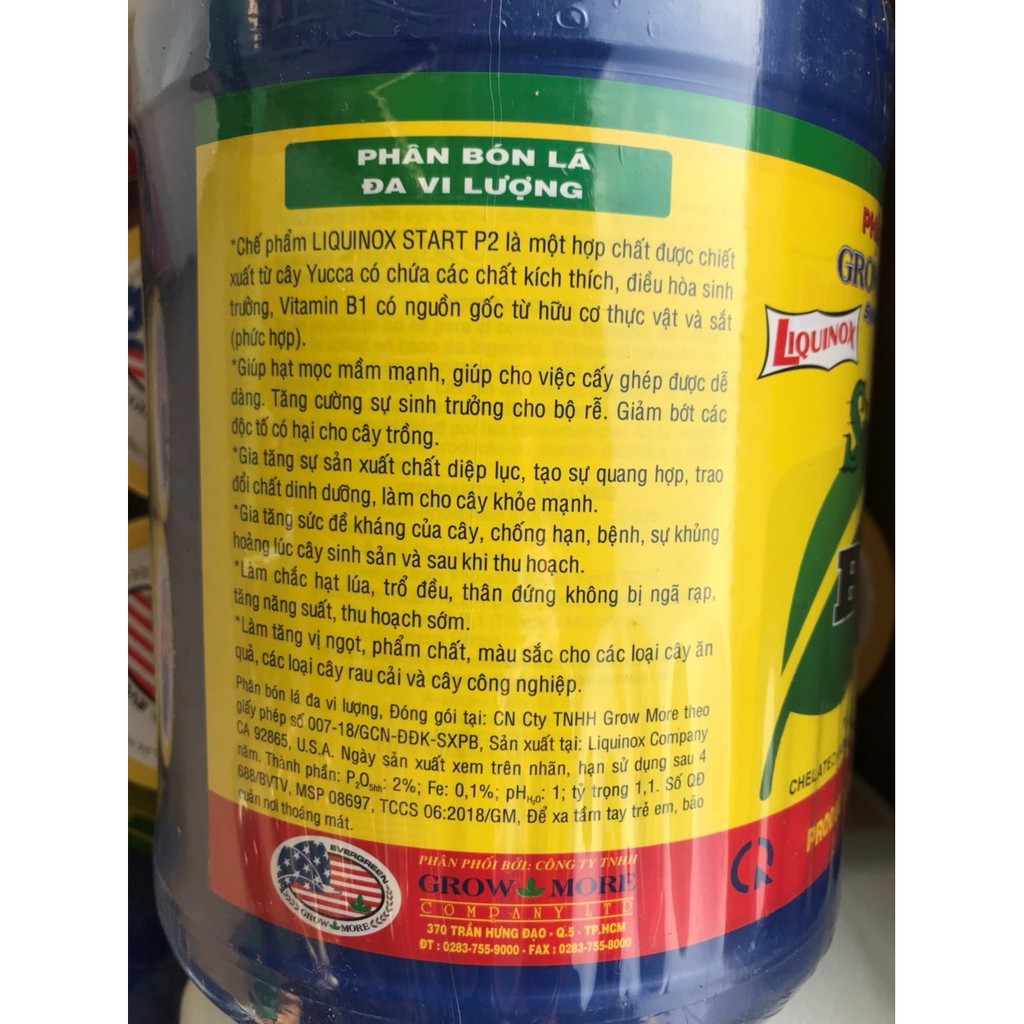 PHÂN BÓN LÁ
ĐA VI LƯỢNG
*Chế phẩm LIQUINOX START P2 là một hợp chất được chiết
xuất từ cây Yucca có chứa các chất kích thích, điều hòa sinh
trưởng, Vitamin B1 có nguồn gốc từ hữu cơ thực vật và sắt
(phức hợp).
*Giúp hạt mọc mầm mạnh, giúp cho việc cấy ghép được dễ
dàng. Tăng cường sự sinh trưởng cho bộ rễ. Giảm bớt các
độc tố có hại cho cây trồng.
*Gia tăng sự sản xuất chất diệp lục, tạo sự quang hợp, trao
đổi chất dinh dưỡng, làm cho cây khỏe mạnh.
*Gia tăng sức đề kháng của cây, chống hạn, bệnh, sự khủng
hoảng lúc cây sinh sản và sau khi thu hoạch.
*Làm chắc hạt lúa, trổ đều, thân đứng không bị ngã rạp,
tăng năng suất, thu hoạch sớm.
*Làm tăng vị ngọt, phẩm chất, màu sắc cho các loại cây ăn
quả, các loại cây rau cải và cây công nghiệp.
Phân bón lá đa vi lượng, Đóng gói tại: CN Cty TNHH Grow More theo
giấy phép số 007-18/GCN-ĐĐK-SXPB, Sản xuất tại: Liquinox Company
CA 92865, U.S.A. Ngày sản xuất xem trên nhãn, hạn sử dụng sau 4
năm. Thành phần: P2O5hh: 2%; Fe: 0,1%; pHH2O: 1; tỷ trọng 1,1. Số QĐ
688/BVTV, MSP 08697, TCCS 06:2018/GM, Để xa tầm tay trẻ em, bảo
quản nơi thoáng mát.
EVERGREEN
GROW MORE
PHÂN PHỐI BỞI: CÔNG TY TNHH
GROW MORE
COMPANY LTD
370 TRẦN HƯNG ĐẠO - Q.5 - TP.HCM
ĐT : 0283-755-9000 - FAX : 0283-755-8000
LIQUINOX